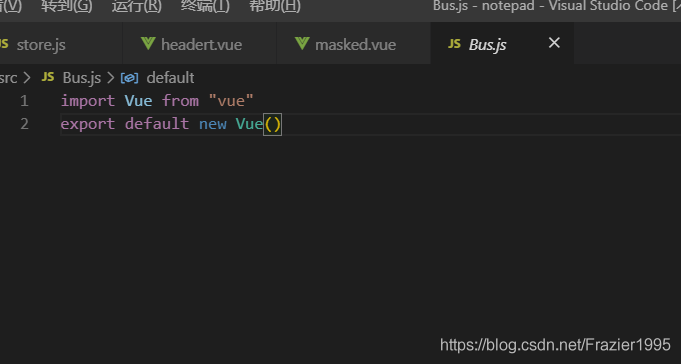 转到(G) 运行(R) 终端(T) 帮助(H) Bus.js - notepad - Visual Studio Code
JS store.js headert.vue masked.vue JS Bus.js
src > JS Bus.js > default
1 import Vue from "vue"
2 export default new Vue()
https://blog.csdn.net/Frazier1995